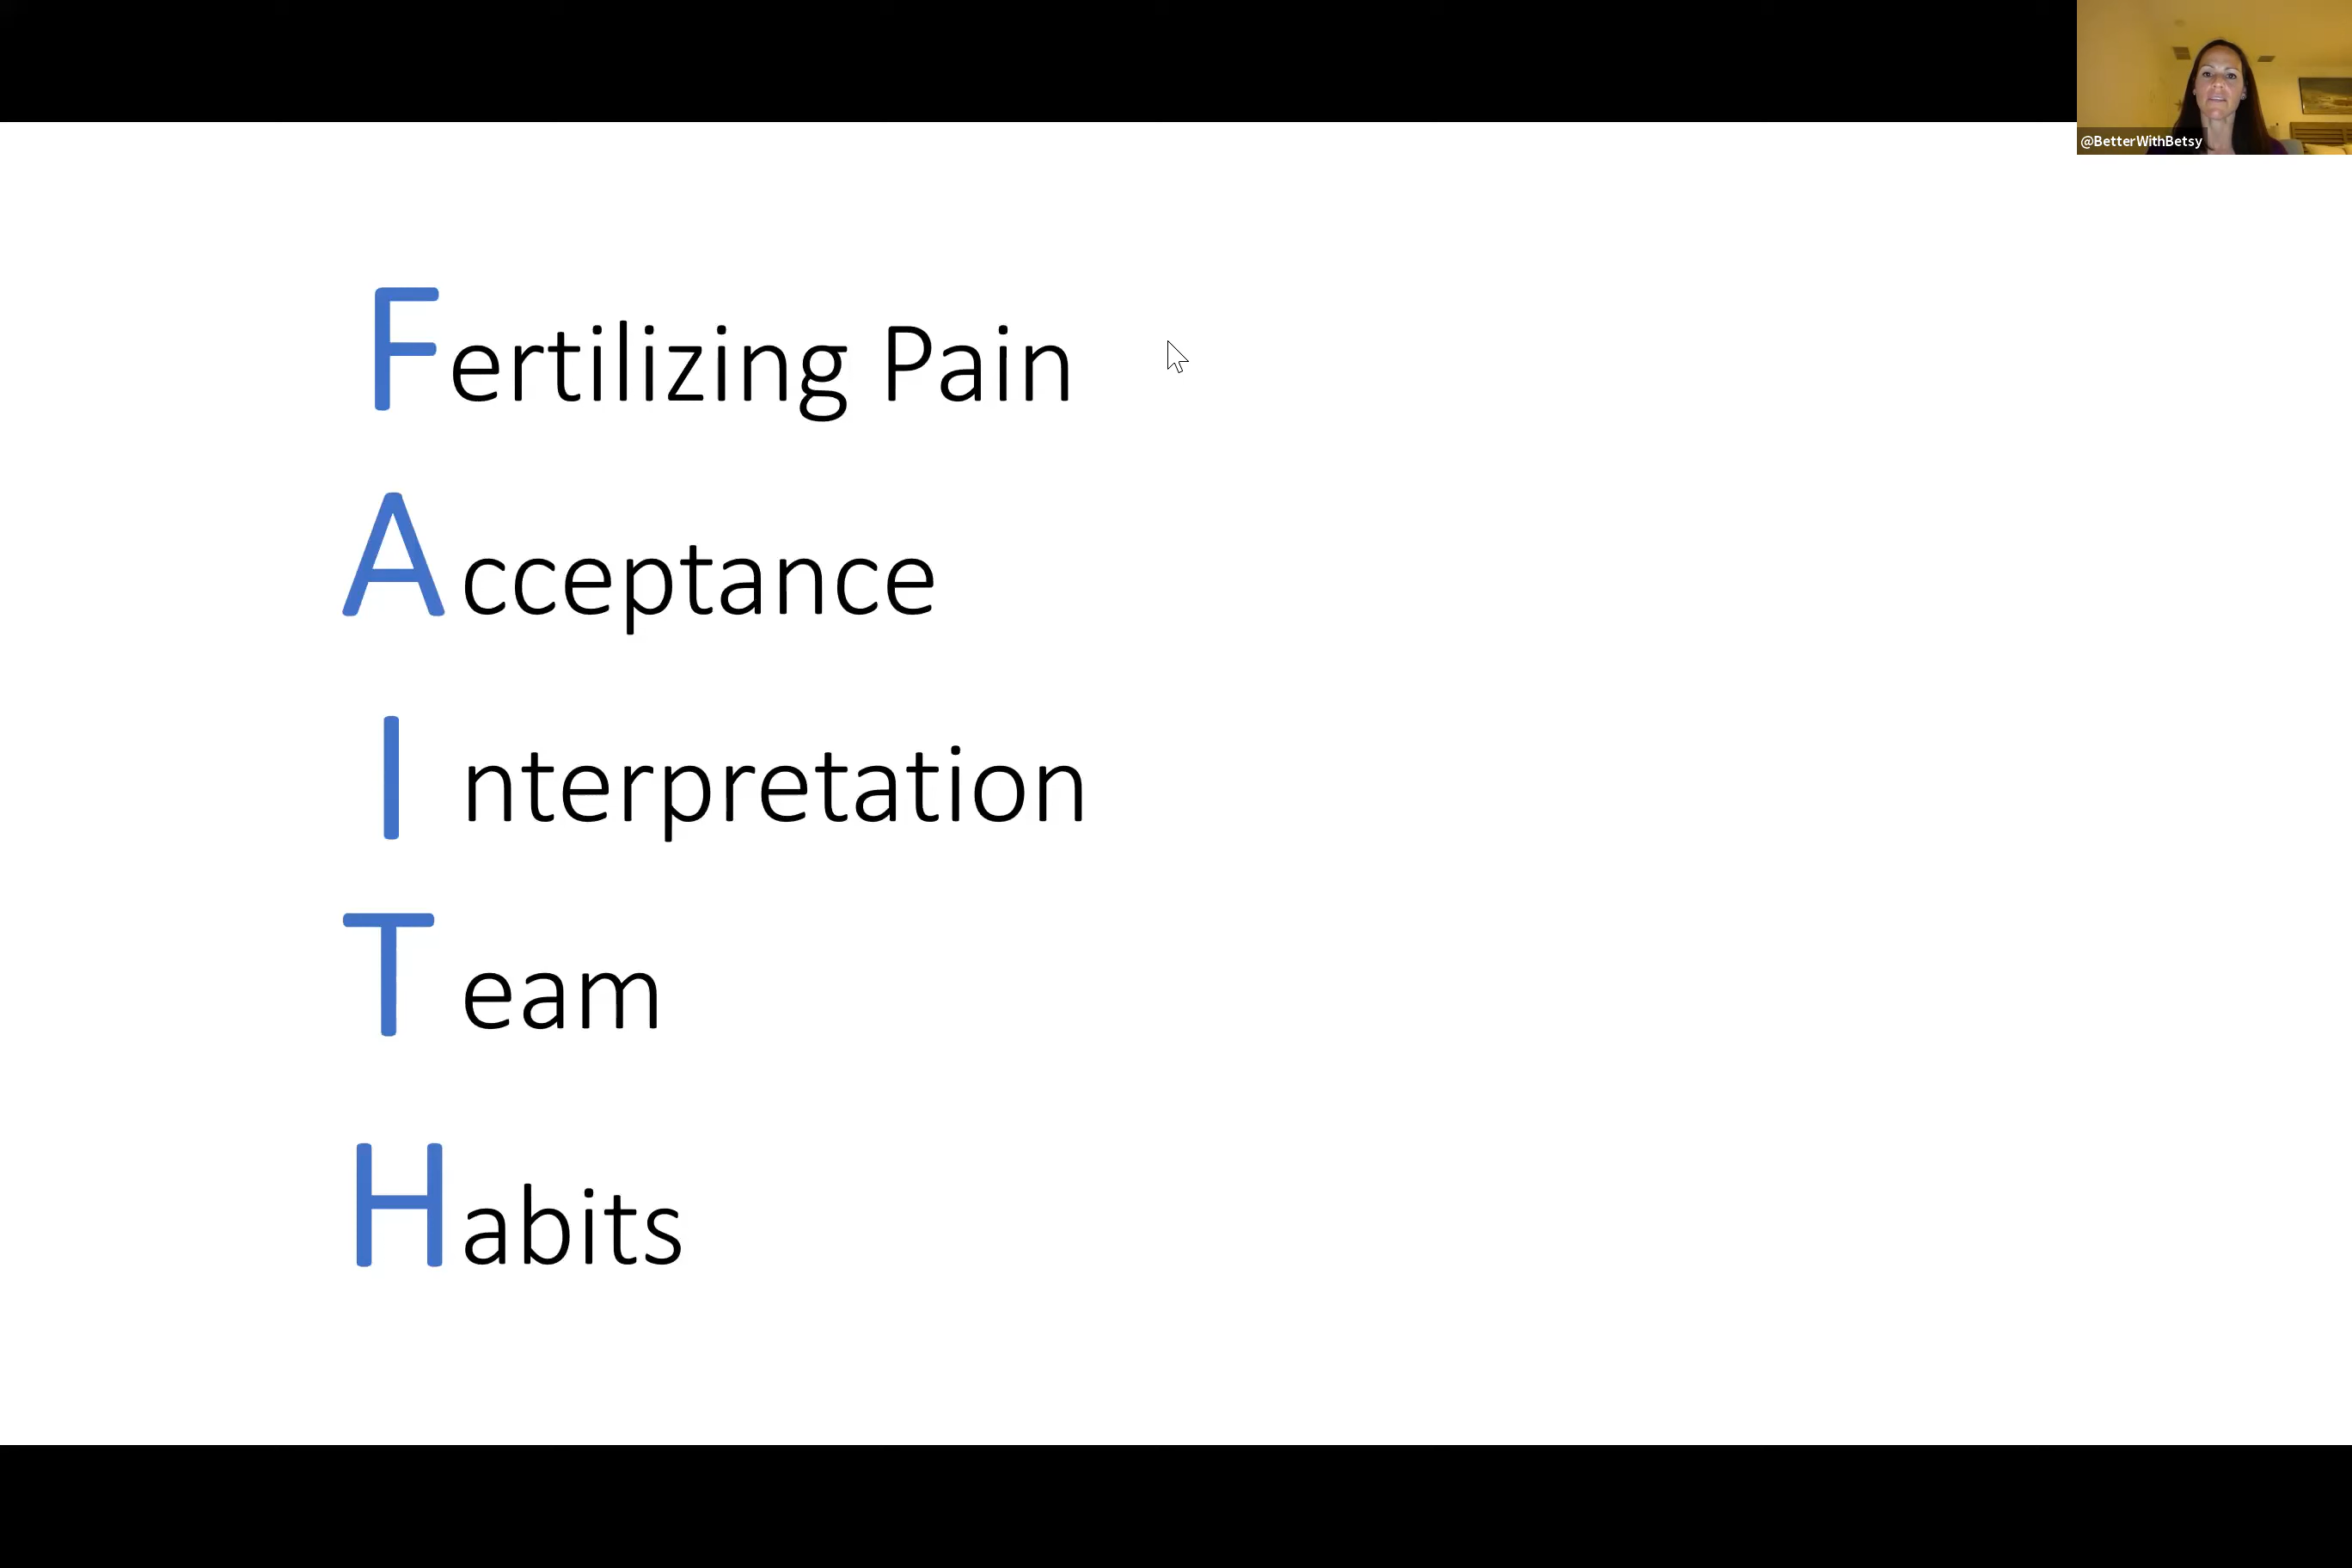 @BetterWithBetsy
Fertilizing Pain
Acceptance
Interpretation
Team
Habits